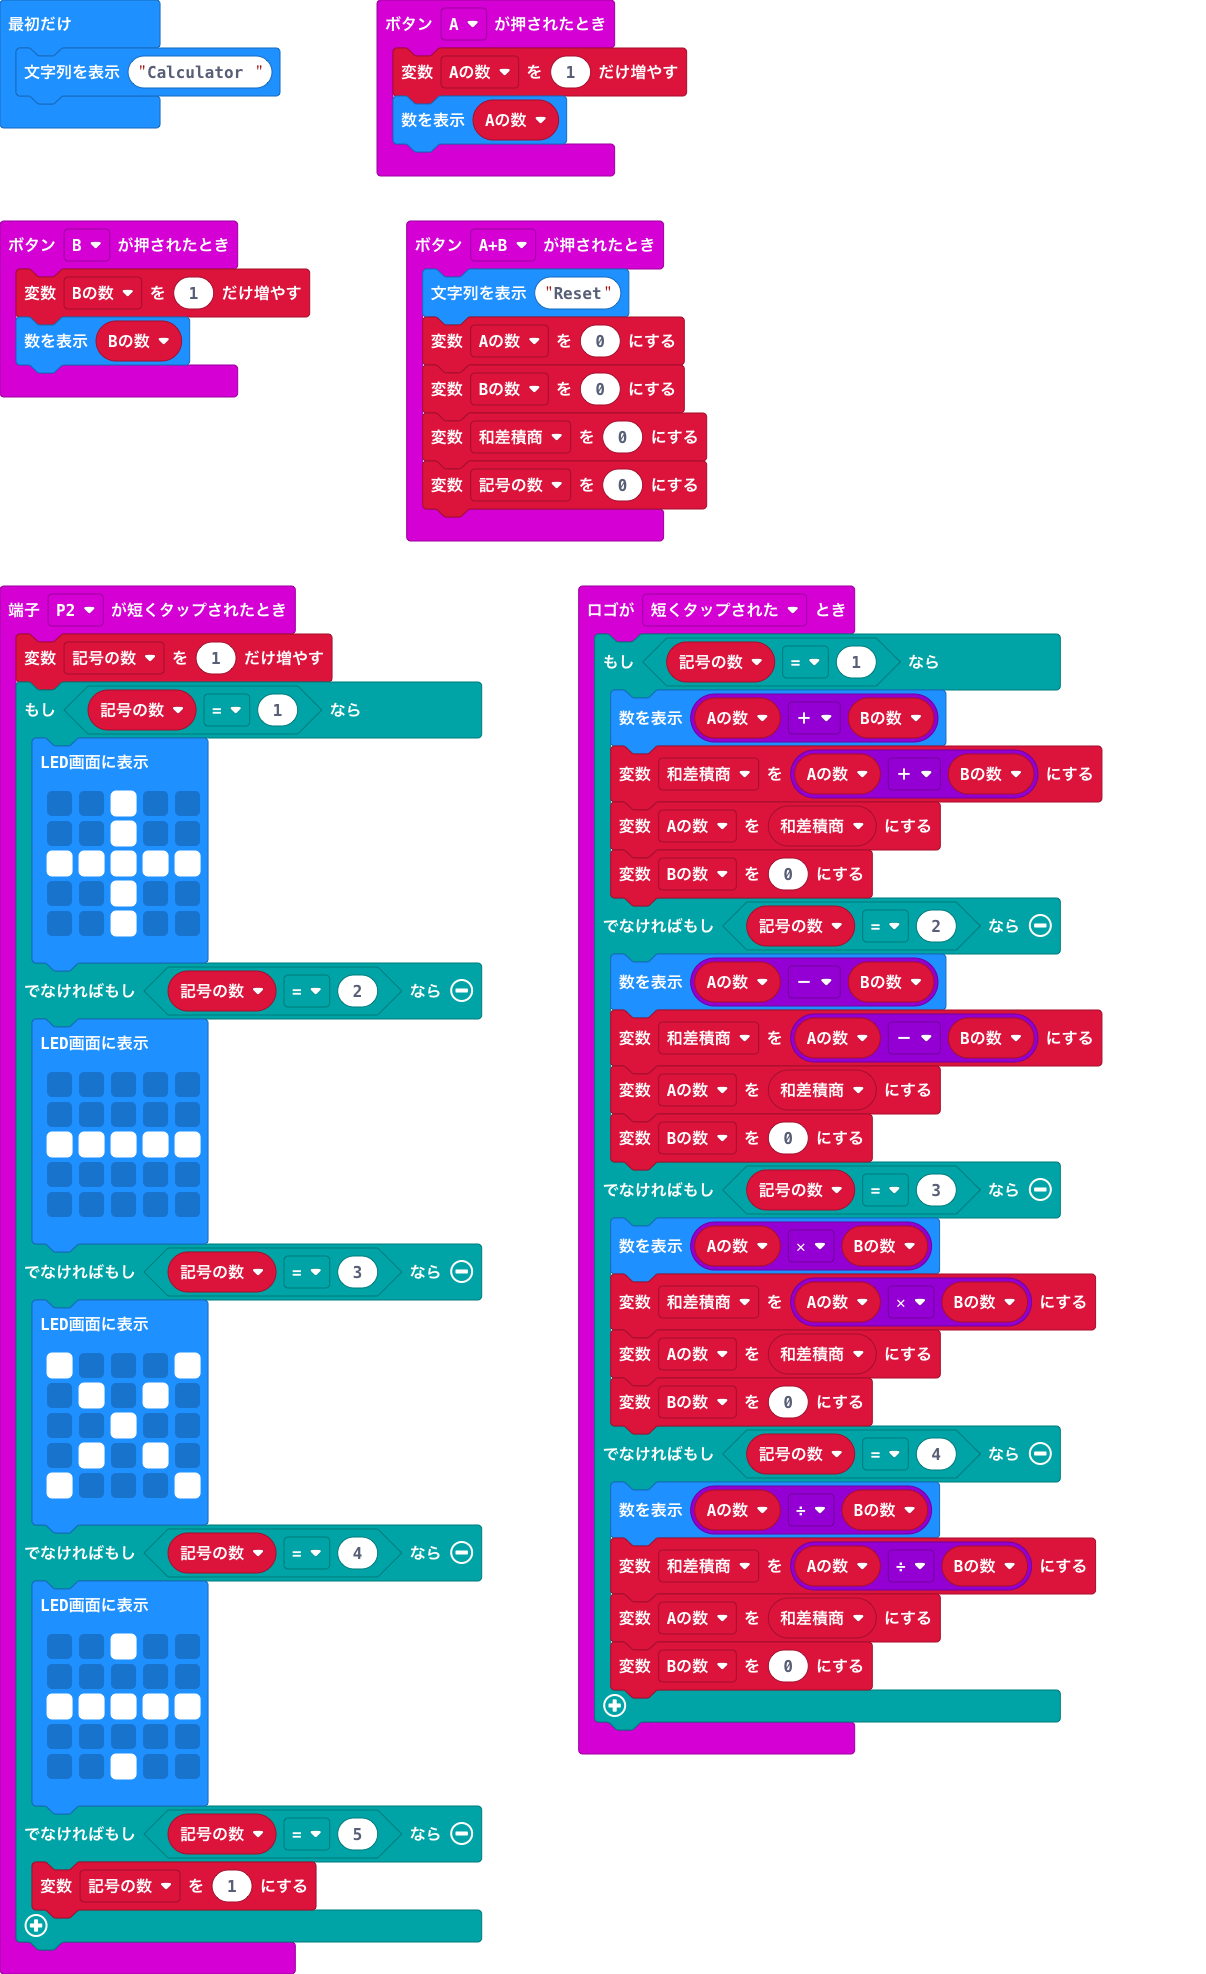 最初だけ
文字列を表示 "Calculator "
ボタン A が押されたとき
変数 Aの数 を 1 だけ増やす
数を表示 Aの数
ボタン B が押されたとき
変数 Bの数 を 1 だけ増やす
数を表示 Bの数
ボタン A+B が押されたとき
文字列を表示 "Reset"
変数 Aの数 を 0 にする
変数 Bの数 を 0 にする
変数 和差積商 を 0 にする
変数 記号の数 を 0 にする
端子 P2 が短くタップされたとき
変数 記号の数 を 1 だけ増やす
もし 記号の数 = 1 なら
LED画面に表示
でなければもし 記号の数 = 2 なら
LED画面に表示
でなければもし 記号の数 = 3 なら
LED画面に表示
でなければもし 記号の数 = 4 なら
LED画面に表示
でなければもし 記号の数 = 5 なら
変数 記号の数 を 1 にする
ロゴが 短くタップされた とき
もし 記号の数 = 1 なら
数を表示 Aの数 + Bの数
変数 和差積商 を Aの数 + Bの数 にする
変数 Aの数 を 和差積商 にする
変数 Bの数 を 0 にする
でなければもし 記号の数 = 2 なら
数を表示 Aの数 - Bの数
変数 和差積商 を Aの数 - Bの数 にする
変数 Aの数 を 和差積商 にする
変数 Bの数 を 0 にする
でなければもし 記号の数 = 3 なら
数を表示 Aの数 × Bの数
変数 和差積商 を Aの数 × Bの数 にする
変数 Aの数 を 和差積商 にする
変数 Bの数 を 0 にする
でなければもし 記号の数 = 4 なら
数を表示 Aの数 ÷ Bの数
変数 和差積商 を Aの数 ÷ Bの数 にする
変数 Aの数 を 和差積商 にする
変数 Bの数 を 0 にする